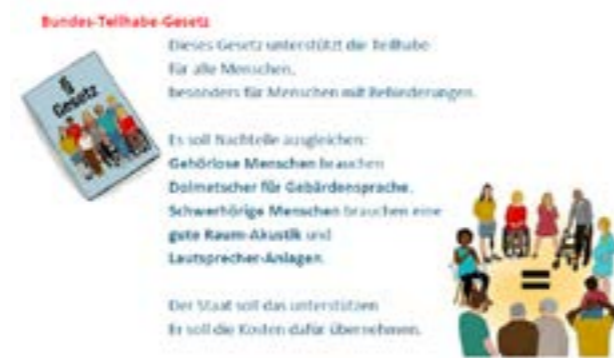 Bundes-Teilhabe-Gesetz
§
Gesetz
Dieses Gesetz unterstützt die Teilhabe
für alle Menschen,
besonders für Menschen mit Behinderungen.
Es soll Nachteile ausgleichen:
Gehörlose Menschen brauchen
Dolmetscher für Gebärdensprache.
Schwerhörige Menschen brauchen eine
gute Raum-Akustik und
Lautsprecher-Anlagen.
Der Staat soll das unterstützen
Er soll die Kosten dafür übernehmen.
=